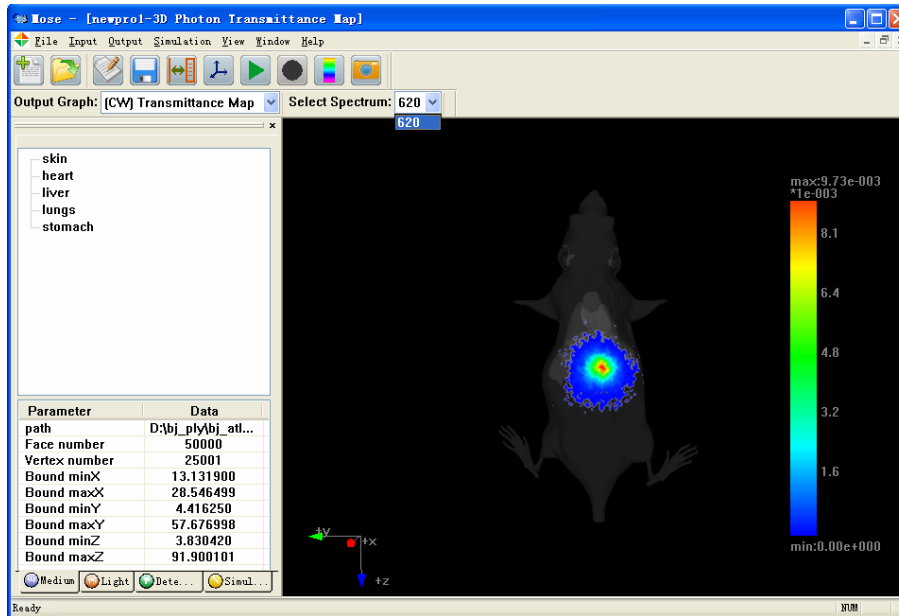 Mose - [newpro1-3D Photon Transmittance Map]
File Input Output Simulation View Window Help
Output Graph: (CW) Transmittance Map Select Spectrum: 620
620
skin
heart
liver
lungs
stomach
Parameter Data
path D:\bj_ply\bj_atl...
Face number 50000
Vertex number 25001
Bound minX 13.131900
Bound maxX 28.546499
Bound minY 4.416250
Bound maxY 57.676998
Bound minZ 3.830420
Bound maxZ 91.900101
Medium Light Dete... Simul...
max:9.73e-003
*1e-003
8.1
6.4
4.8
3.2
1.6
min:0.00e+000
+y
+x
+z
Ready NUM